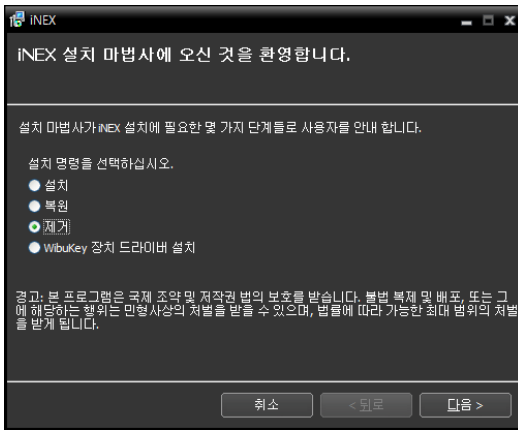 iNEX
iNEX 설치 마법사에 오신 것을 환영합니다.
설치 마법사가 iNEX 설치에 필요한 몇 가지 단계들로 사용자를 안내 합니다.
설치 명령을 선택하십시오.
설치
복원
제거
WibuKey 장치 드라이버 설치
경고: 본 프로그램은 국제 조약 및 저작권 법의 보호를 받습니다. 불법 복제 및 배포, 또는 그
에 해당하는 행위는 민형사상의 처벌을 받을 수 있으며, 법률에 따라 가능한 최대 범위의 처벌
을 받게 됩니다.
취소
< 뒤로
다음 >